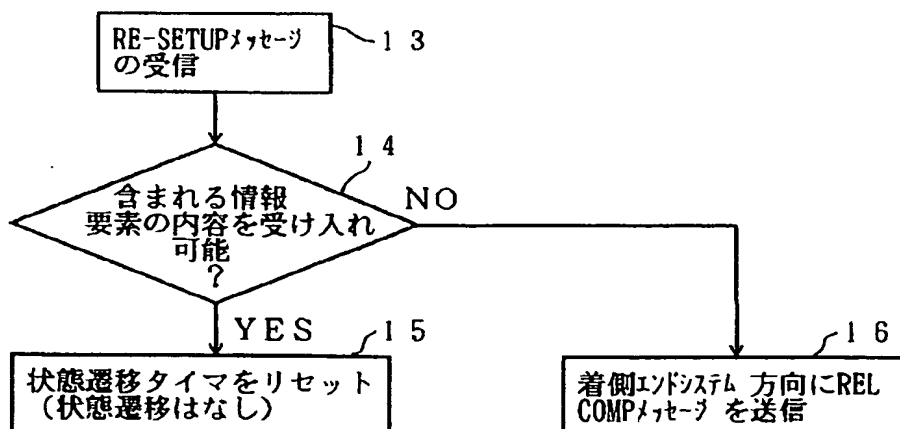 RE-SETUPメッセージ
の受信
13
14
含まれる情報
要素の内容を受け入れ
可能
?
NO
YES
15
状態遷移タイマをリセット
(状態遷移はなし)
16
着側エンドシステム 方向にREL
COMPメッセージ を送信